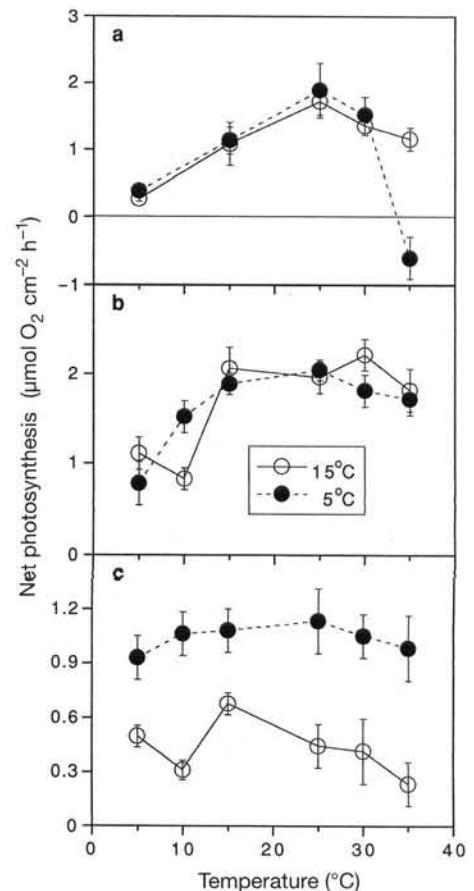 Net photosynthesis (µmol O₂ cm⁻² h⁻¹)
a
3
2
1
0
−1
b
2
1
0
15°C
5°C
c
1.2
0.9
0.6
0.3
0
0 10 20 30 40
Temperature (°C)